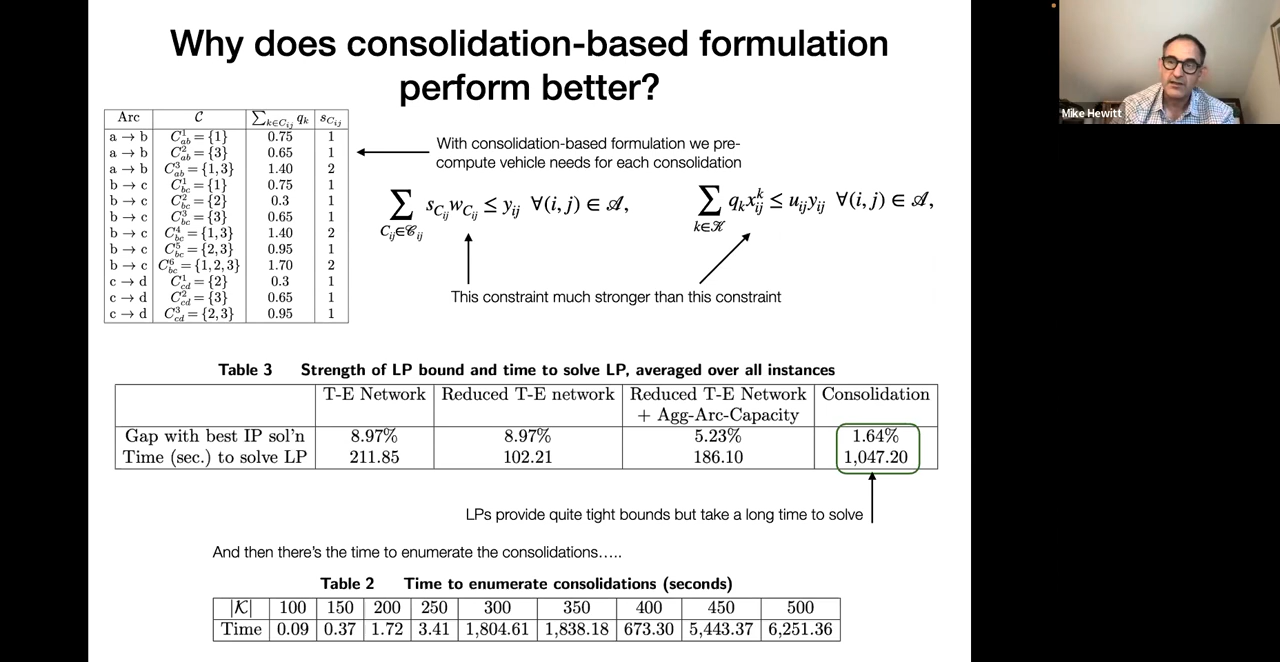 Why does consolidation-based formulation
perform better?
Mike Hewitt
Arc 𝒞 ∑_{k∈C_{ij}} q_k s_{C_{ij}}
a → b C^1_{ab} = {1} 0.75 1
a → b C^2_{ab} = {3} 0.65 1
a → b C^3_{ab} = {1,3} 1.40 2
b → c C^1_{bc} = {1} 0.75 1
b → c C^2_{bc} = {2} 0.3 1
b → c C^3_{bc} = {3} 0.65 1
b → c C^4_{bc} = {1,3} 1.40 2
b → c C^5_{bc} = {2,3} 0.95 1
b → c C^6_{bc} = {1,2,3} 1.70 2
c → d C^1_{cd} = {2} 0.3 1
c → d C^2_{cd} = {3} 0.65 1
c → d C^3_{cd} = {2,3} 0.95 1
With consolidation-based formulation we pre-
compute vehicle needs for each consolidation
∑_{C_{ij}∈𝒞_{ij}} s_{C_{ij}} w_{C_{ij}} ≤ y_{ij} ∀(i, j) ∈ 𝒜,
∑_{k∈𝒦} q_k x^k_{ij} ≤ u_{ij} y_{ij} ∀(i, j) ∈ 𝒜,
This constraint much stronger than this constraint
Table 3 Strength of LP bound and time to solve LP, averaged over all instances
T-E Network Reduced T-E network Reduced T-E Network Consolidation
+ Agg-Arc-Capacity
Gap with best IP sol'n 8.97% 8.97% 5.23% 1.64%
Time (sec.) to solve LP 211.85 102.21 186.10 1,047.20
LPs provide quite tight bounds but take a long time to solve
And then there's the time to enumerate the consolidations…..
Table 2 Time to enumerate consolidations (seconds)
|𝒦| 100 150 200 250 300 350 400 450 500
Time 0.09 0.37 1.72 3.41 1,804.61 1,838.18 673.30 5,443.37 6,251.36